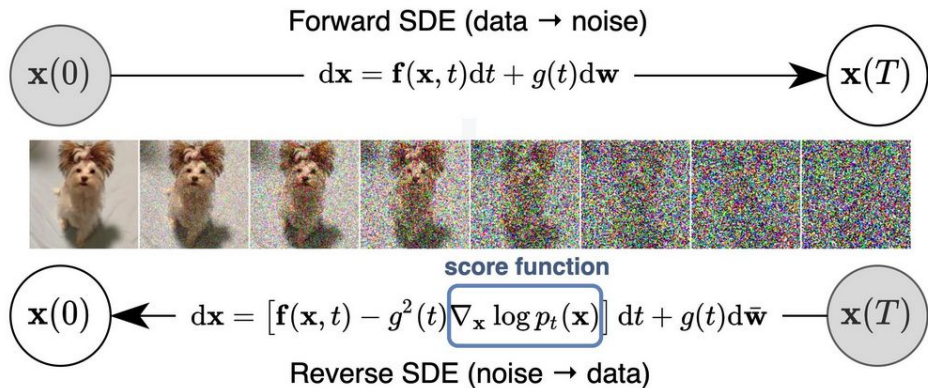 Forward SDE (data → noise)
x(0) dx = f(x, t)dt + g(t)dw x(T)
score function
x(0) dx = [f(x, t) − g²(t)∇ₓ log pₜ(x)] dt + g(t)dw̄ x(T)
Reverse SDE (noise → data)